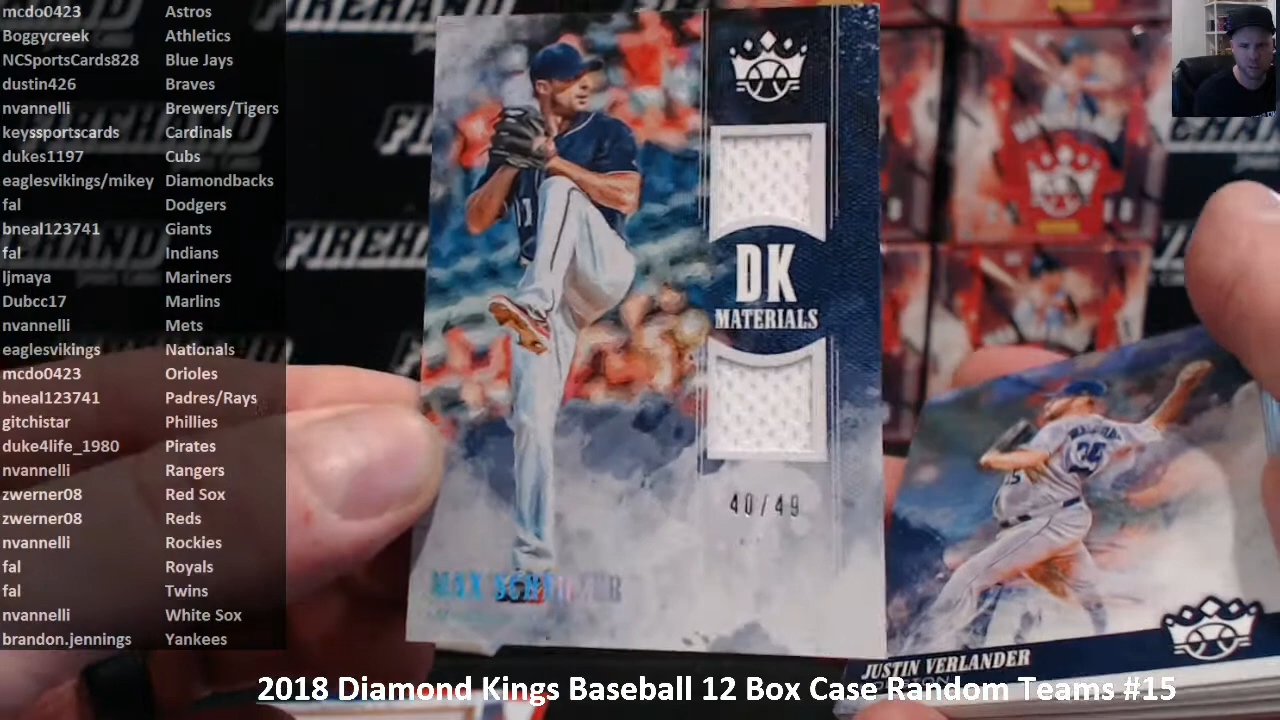 mcdo0423 Astros
Boggycreek Athletics
NCSportsCards828 Blue Jays
dustin426 Braves
nvannelli Brewers/Tigers
keyssportscards Cardinals
dukes1197 Cubs
eaglesvikings/mikey Diamondbacks
fal Dodgers
bneal123741 Giants
fal Indians
ljmaya Mariners
Dubcc17 Marlins
nvannelli Mets
eaglesvikings Nationals
mcdo0423 Orioles
bneal123741 Padres/Rays
gitchistar Phillies
duke4life_1980 Pirates
nvannelli Rangers
zwerner08 Red Sox
zwerner08 Reds
nvannelli Rockies
fal Royals
fal Twins
nvannelli White Sox
brandon.jennings Yankees
FIREHAND
DK
MATERIALS
40/49
MAX SCHERZER
JUSTIN VERLANDER
HOUSTON
2018 Diamond Kings Baseball 12 Box Case Random Teams #15